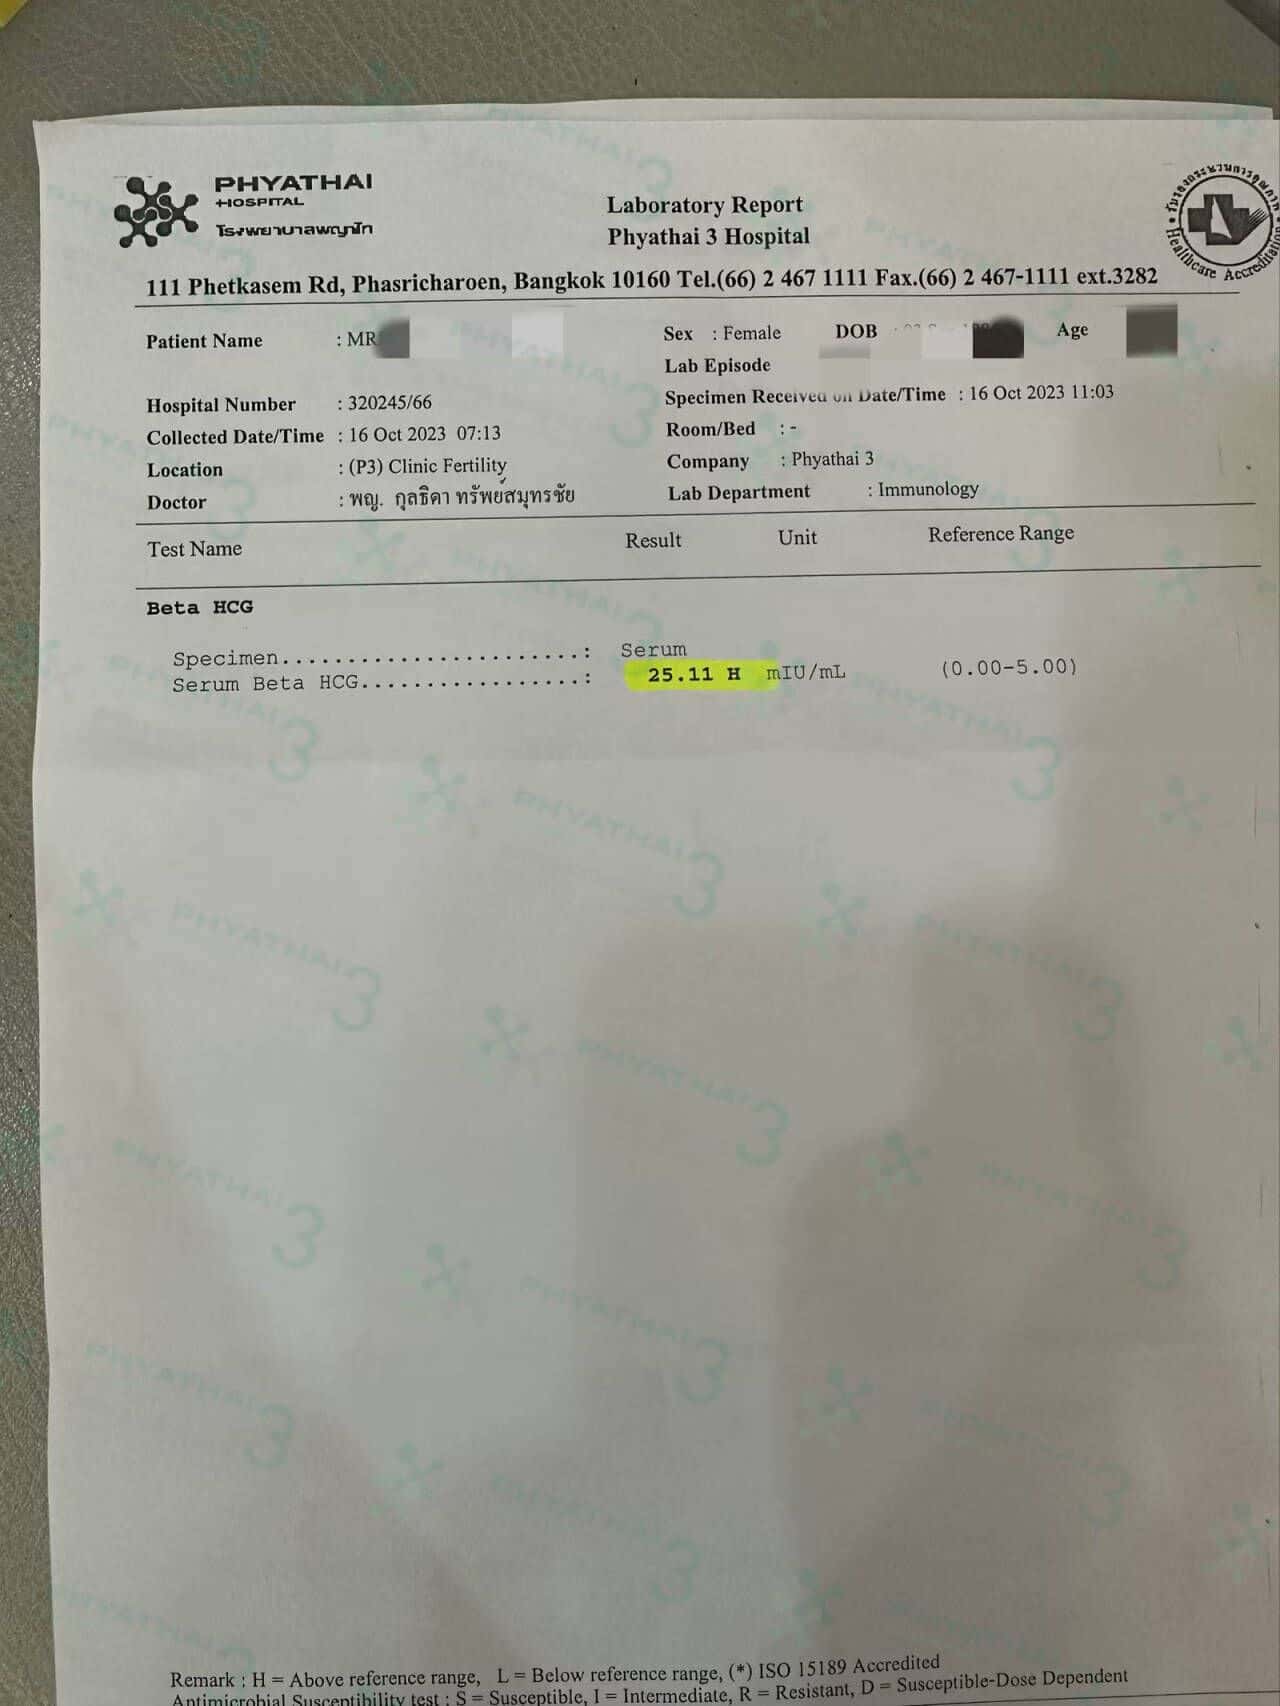 PHYATHAI
HOSPITAL
โรงพยาบาลพญาไท
Laboratory Report
Phyathai 3 Hospital
Healthcare Accreditation
111 Phetkasem Rd, Phasricharoen, Bangkok 10160 Tel.(66) 2 467 1111 Fax.(66) 2 467-1111 ext.3282
Patient Name : MR
Sex : Female DOB : Age
Lab Episode
Hospital Number : 320245/66
Specimen Received on Date/Time : 16 Oct 2023 11:03
Collected Date/Time : 16 Oct 2023 07:13
Room/Bed : -
Location : (P3) Clinic Fertility
Company : Phyathai 3
Doctor : พญ. กุลธิดา ทรัพย์สมุทรชัย
Lab Department : Immunology
Test Name Result Unit Reference Range
Beta HCG
Specimen.......................: Serum
Serum Beta HCG.................: 25.11 H mIU/mL (0.00-5.00)
Remark : H = Above reference range, L = Below reference range, (*) ISO 15189 Accredited
Antimicrobial Susceptibility test : S = Susceptible, I = Intermediate, R = Resistant, D = Susceptible-Dose Dependent